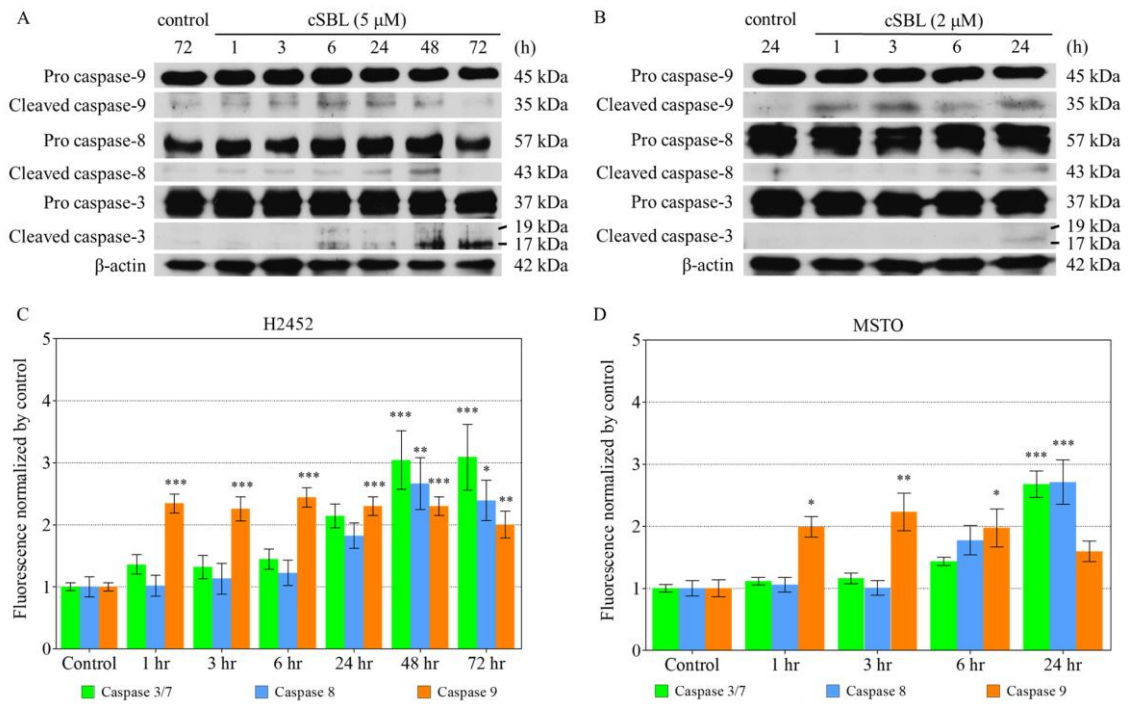 A
control cSBL (5 μM)
72 1 3 6 24 48 72 (h)
Pro caspase-9 45 kDa
Cleaved caspase-9 35 kDa
Pro caspase-8 57 kDa
Cleaved caspase-8 43 kDa
Pro caspase-3 37 kDa
Cleaved caspase-3 19 kDa
17 kDa
β-actin 42 kDa
B
control cSBL (2 μM)
24 1 3 6 24 (h)
Pro caspase-9 45 kDa
Cleaved caspase-9 35 kDa
Pro caspase-8 57 kDa
Cleaved caspase-8 43 kDa
Pro caspase-3 37 kDa
Cleaved caspase-3 19 kDa
17 kDa
β-actin 42 kDa
C
H2452
Fluorescence normalized by control
5
4
3
2
1
0
*** *** *** *** *** ** *** *** * **
Control 1 hr 3 hr 6 hr 24 hr 48 hr 72 hr
Caspase 3/7 Caspase 8 Caspase 9
D
MSTO
Fluorescence normalized by control
5
4
3
2
1
0
* ** * *** ***
Control 1 hr 3 hr 6 hr 24 hr
Caspase 3/7 Caspase 8 Caspase 9